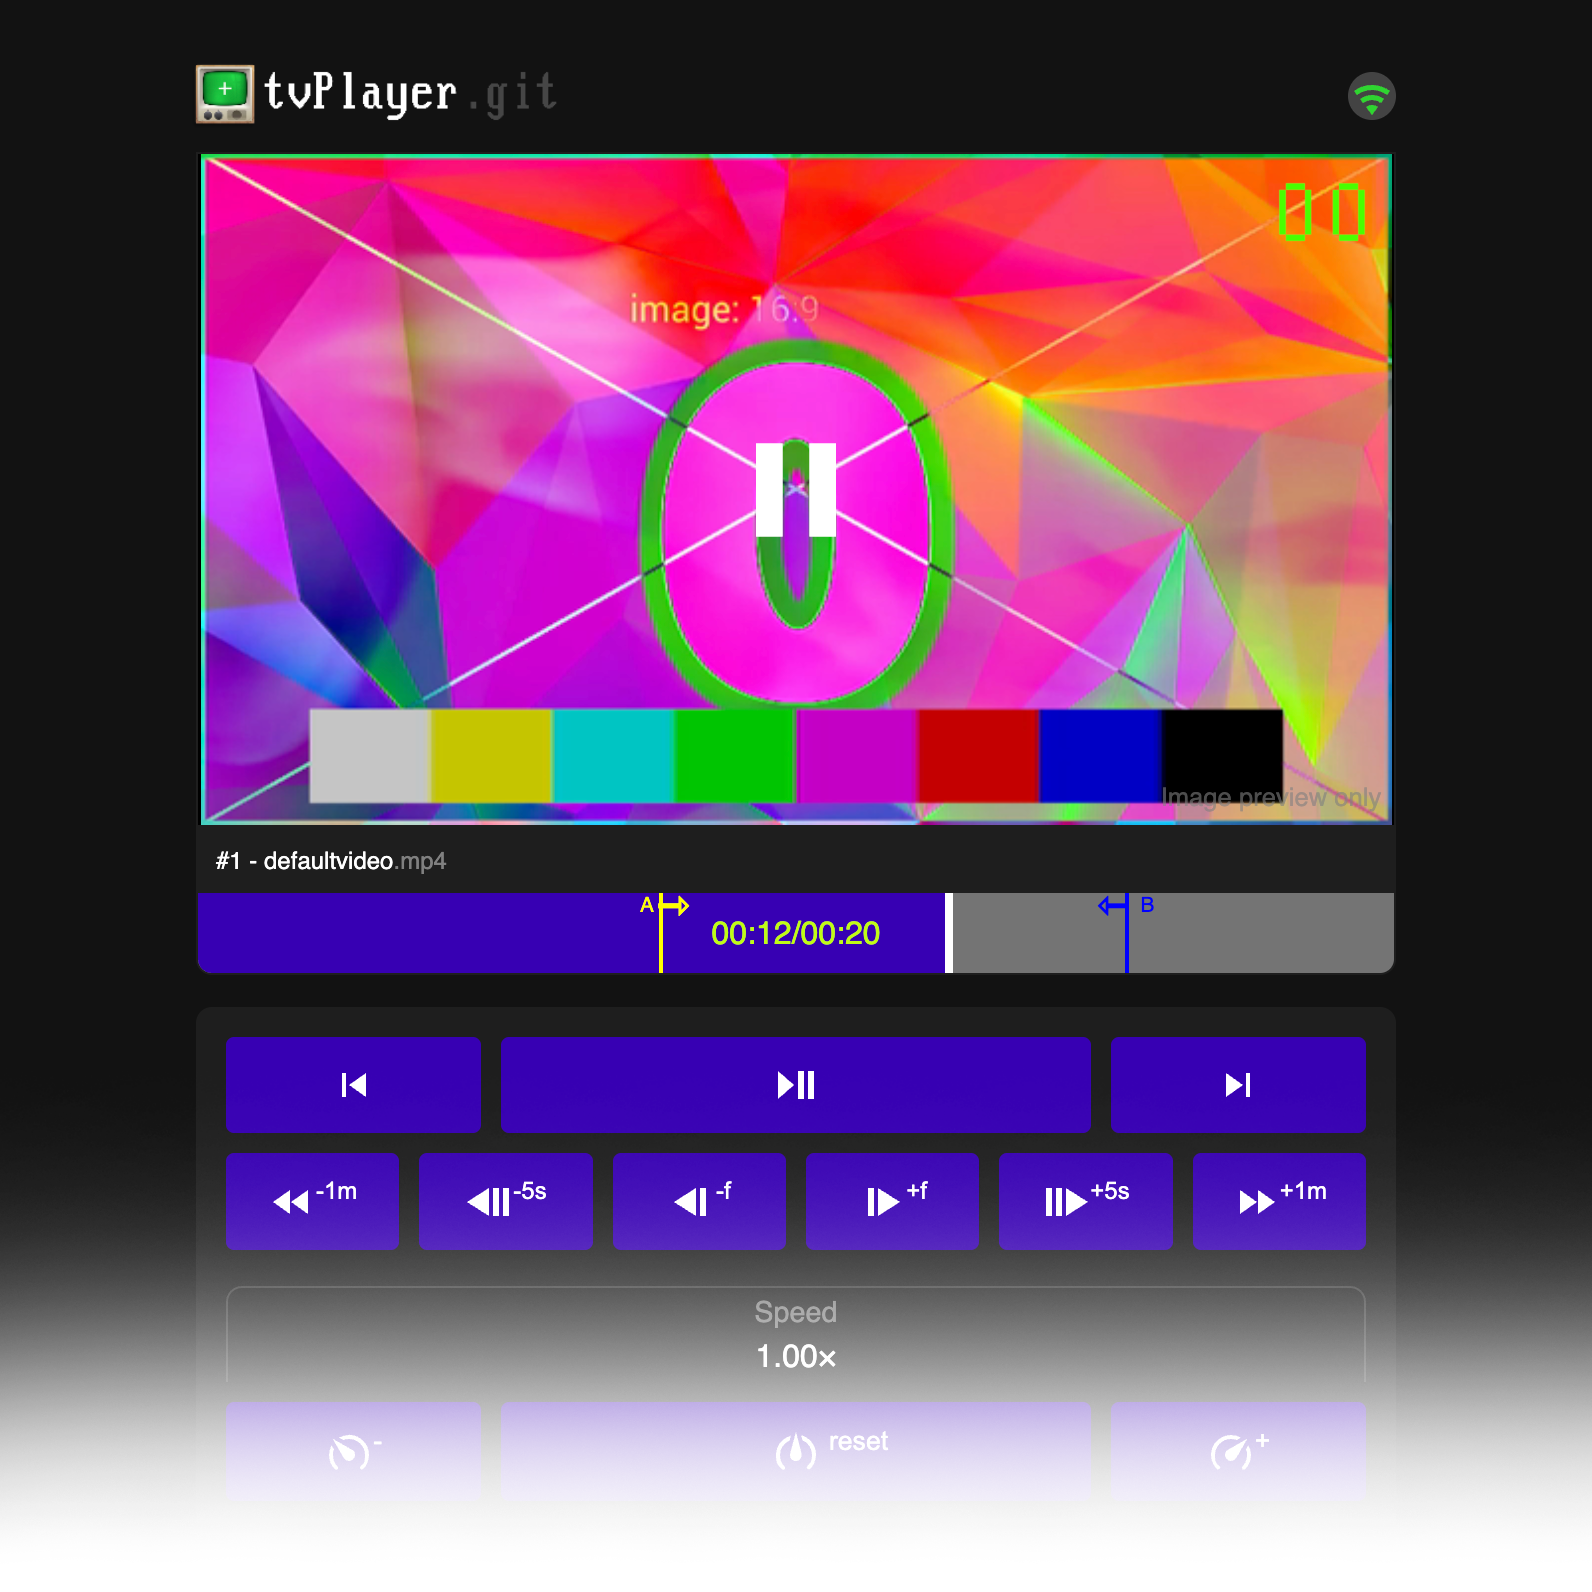 tvPlayer.git
00
image: 16:9
0
Image preview only
#1 - defaultvideo.mp4
A
B
00:12/00:20
-1m
-5s
-f
+f
+5s
+1m
Speed
1.00×
-
reset
+